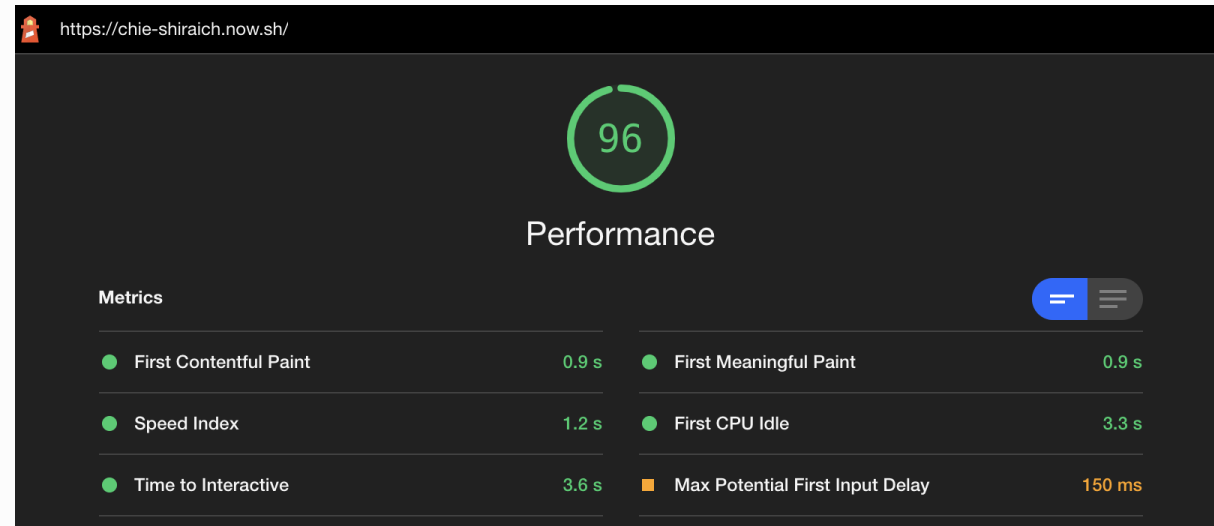 https://chie-shiraich.now.sh/
96
Performance
Metrics
First Contentful Paint 0.9 s
First Meaningful Paint 0.9 s
Speed Index 1.2 s
First CPU Idle 3.3 s
Time to Interactive 3.6 s
Max Potential First Input Delay 150 ms